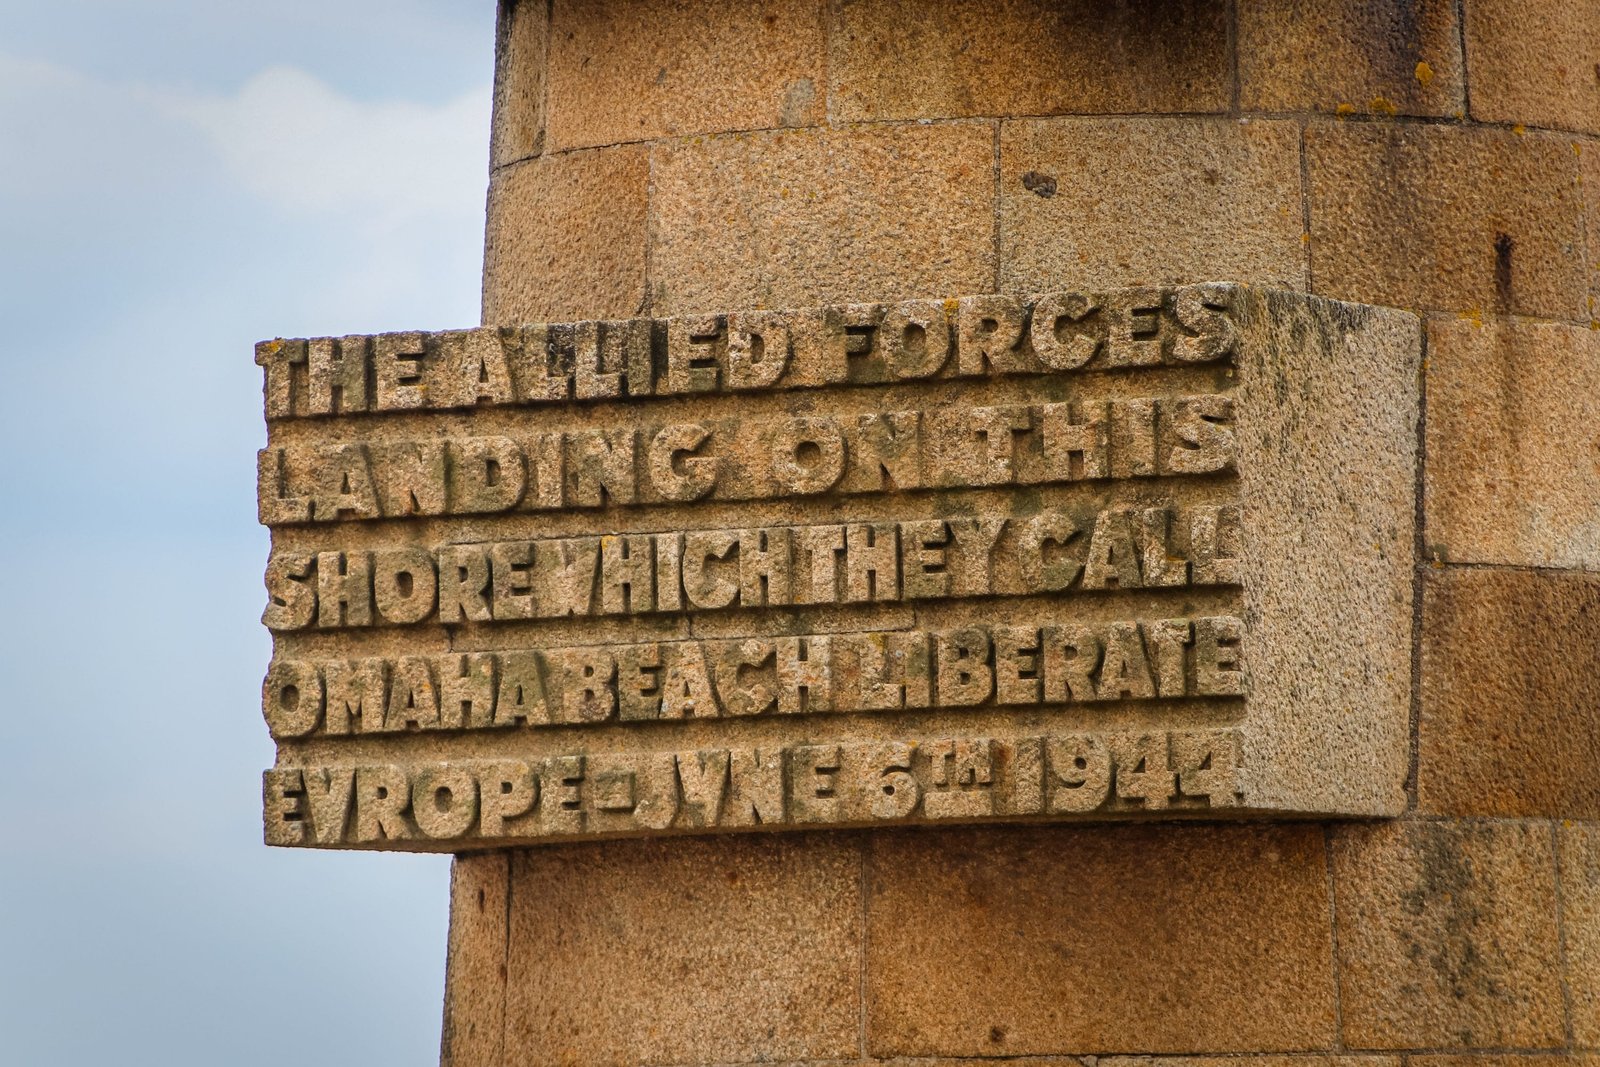 THE ALLIED FORCES
LANDING ON THIS
SHORE WHICH THEY CALL
OMAHA BEACH LIBERATE
EVROPE-JVNE 6TH 1944